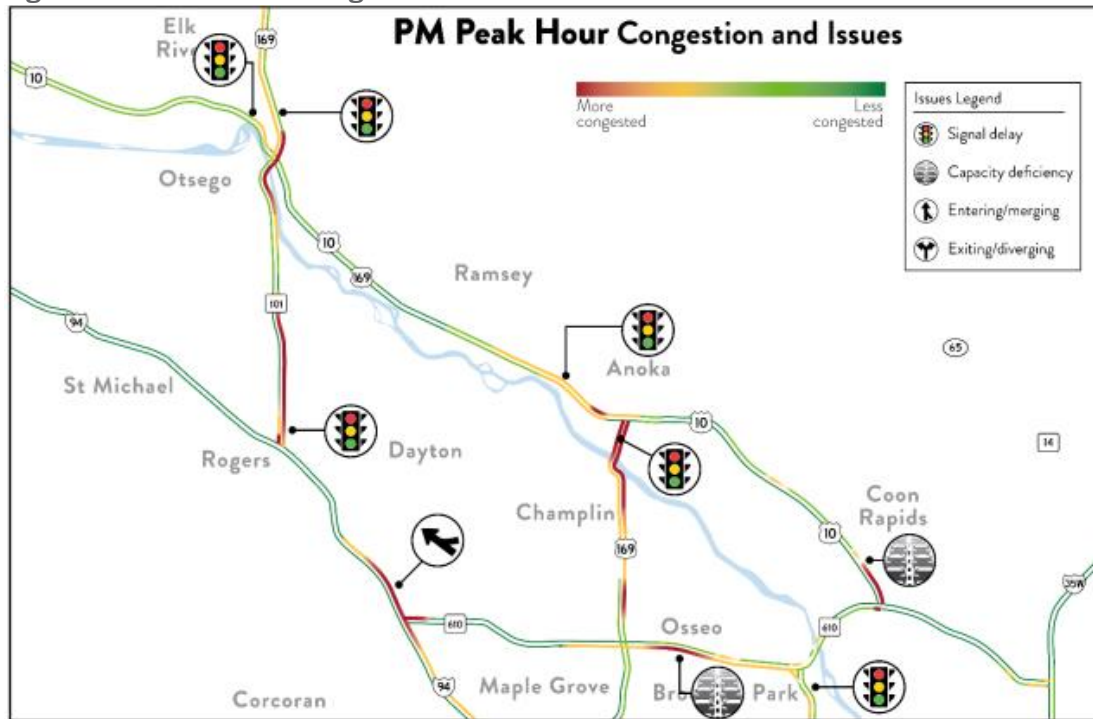 PM Peak Hour Congestion and Issues
More
congested
Less
congested
Issues Legend
Signal delay
Capacity deficiency
Entering/merging
Exiting/diverging
Elk
169
10
Otsego
10
169
Ramsey
101
94
St Michael
Anoka
65
Rogers
Dayton
10
14
Champlin
Coon
Rapids
169
10
35W
610
Osseo
610
94
Maple Grove
Park
Corcoran